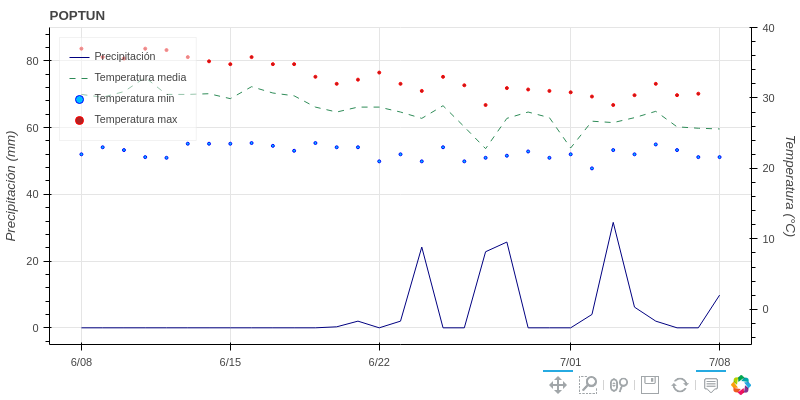 POPTUN
Precipitación
Temperatura media
Temperatura min
Temperatura max
Precipitación (mm)
80
60
40
20
0
Temperatura (°C)
40
30
20
10
0
6/08 6/15 6/22 7/01 7/08